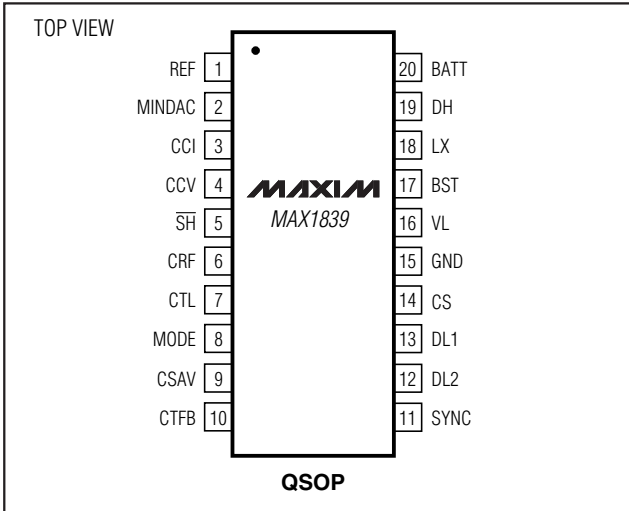 TOP VIEW
REF 1
MINDAC 2
CCI 3
CCV 4
S̅H̅ 5
CRF 6
CTL 7
MODE 8
CSAV 9
CTFB 10
MAXIM
MAX1839
20 BATT
19 DH
18 LX
17 BST
16 VL
15 GND
14 CS
13 DL1
12 DL2
11 SYNC
QSOP